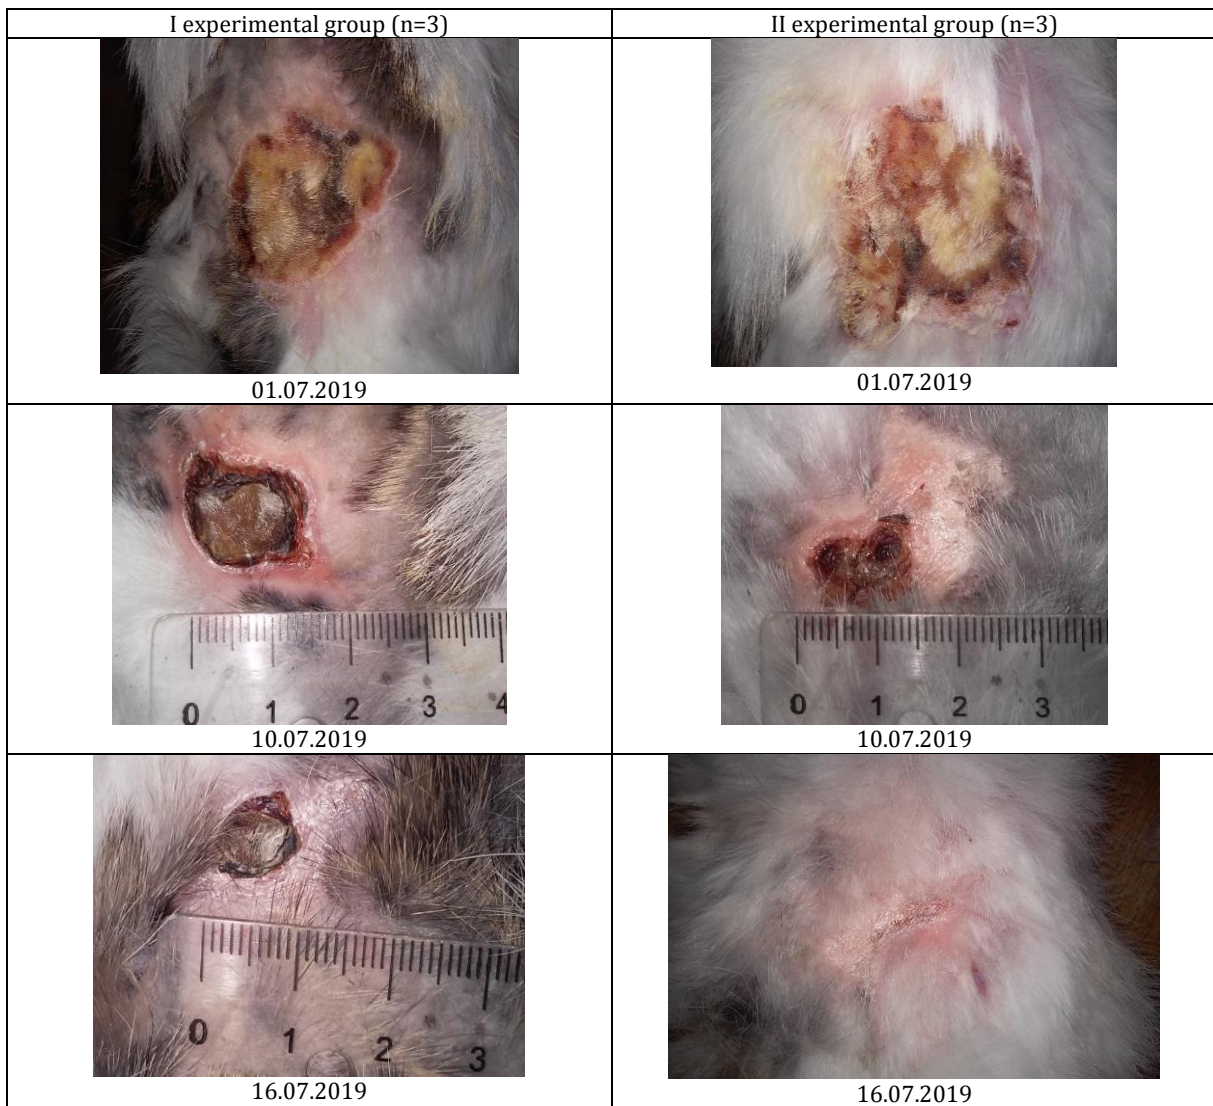 I experimental group (n=3)
II experimental group (n=3)
01.07.2019
01.07.2019
0 1 2 3 4
0 1 2 3
10.07.2019
10.07.2019
0 1 2 3
16.07.2019
16.07.2019